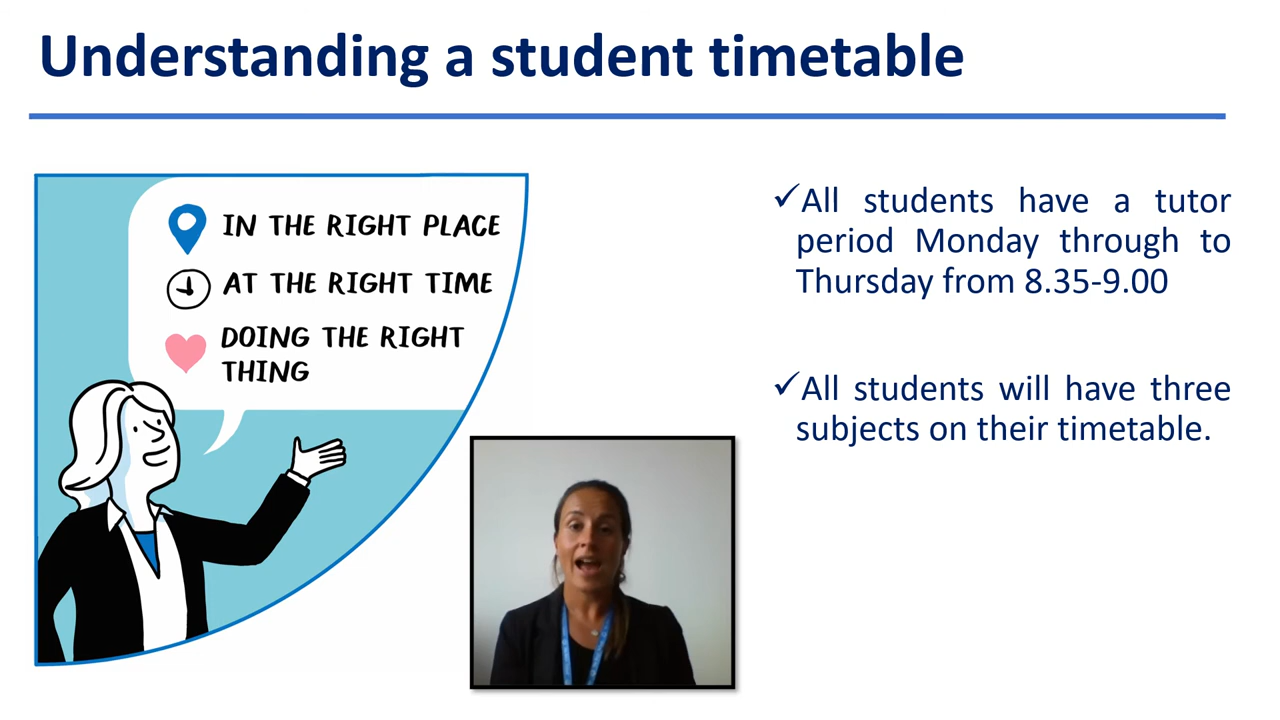 Understanding a student timetable
IN THE RIGHT PLACE
AT THE RIGHT TIME
DOING THE RIGHT
THING
✓All students have a tutor
period Monday through to
Thursday from 8.35-9.00
✓All students will have three
subjects on their timetable.